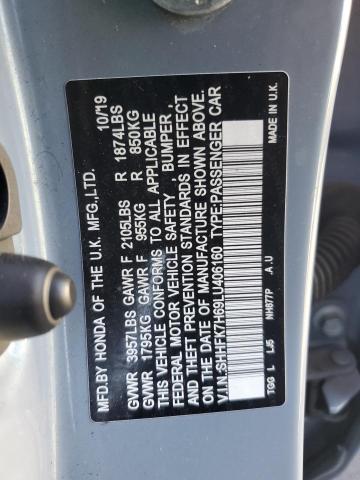 MFD.BY HONDA OF THE U.K. MFG.,LTD. 10/19
GVWR 3957LBS GAWR F 2105LBS R 1874LBS
GVWR 1795KG GAWR F 955KG R 850KG
THIS VEHICLE CONFORMS TO ALL APPLICABLE
FEDERAL MOTOR VEHICLE SAFETY, BUMPER,
AND THEFT PREVENTION STANDARDS IN EFFECT
ON THE DATE OF MANUFACTURE SHOWN ABOVE.
V.I.N.:SHHFK7H69LU406160 TYPE:PASSENGER CAR
TGG L LJ5 NH877P A.U MADE IN U.K.